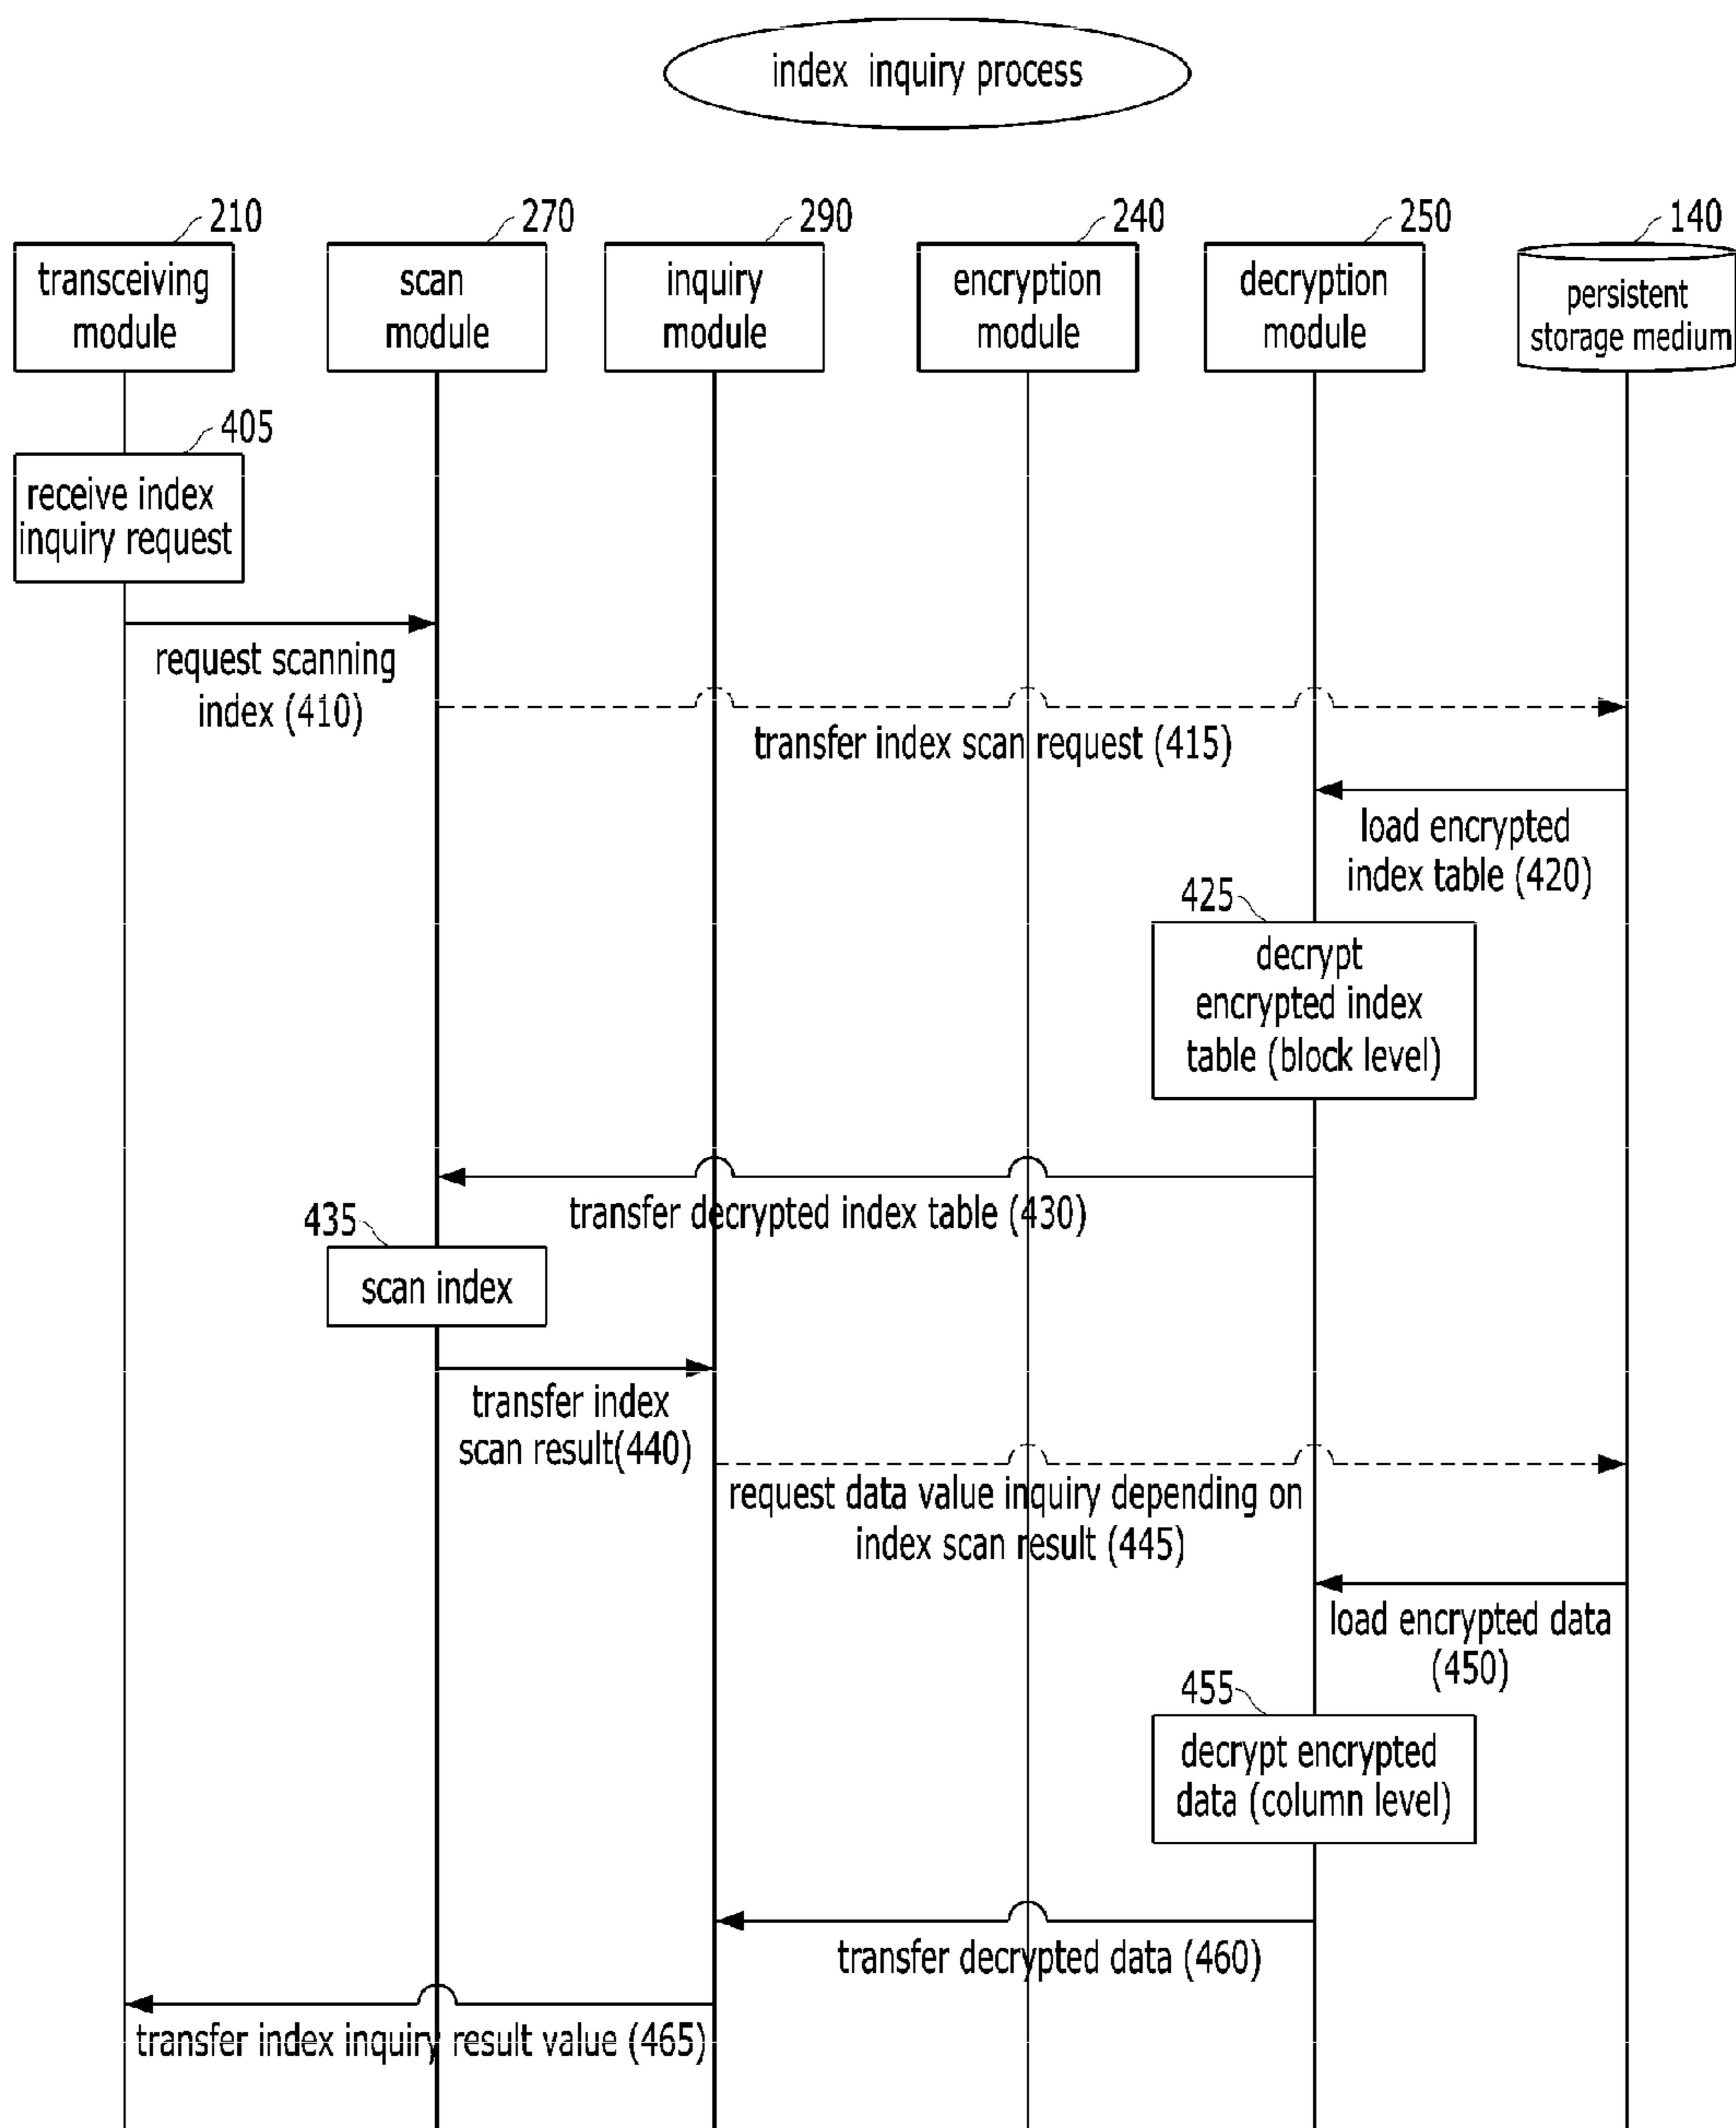 index inquiry process
210
270
290
240
250
140
transceiving
module
scan
module
inquiry
module
encryption
module
decryption
module
persistent
storage medium
405
receive index
inquiry request
request scanning
index (410)
transfer index scan request (415)
load encrypted
index table (420)
425
decrypt
encrypted index
table (block level)
transfer decrypted index table (430)
435
scan index
transfer index
scan result(440)
request data value inquiry depending on
index scan result (445)
load encrypted data
(450)
455
decrypt encrypted
data (column level)
transfer decrypted data (460)
transfer index inquiry result value (465)